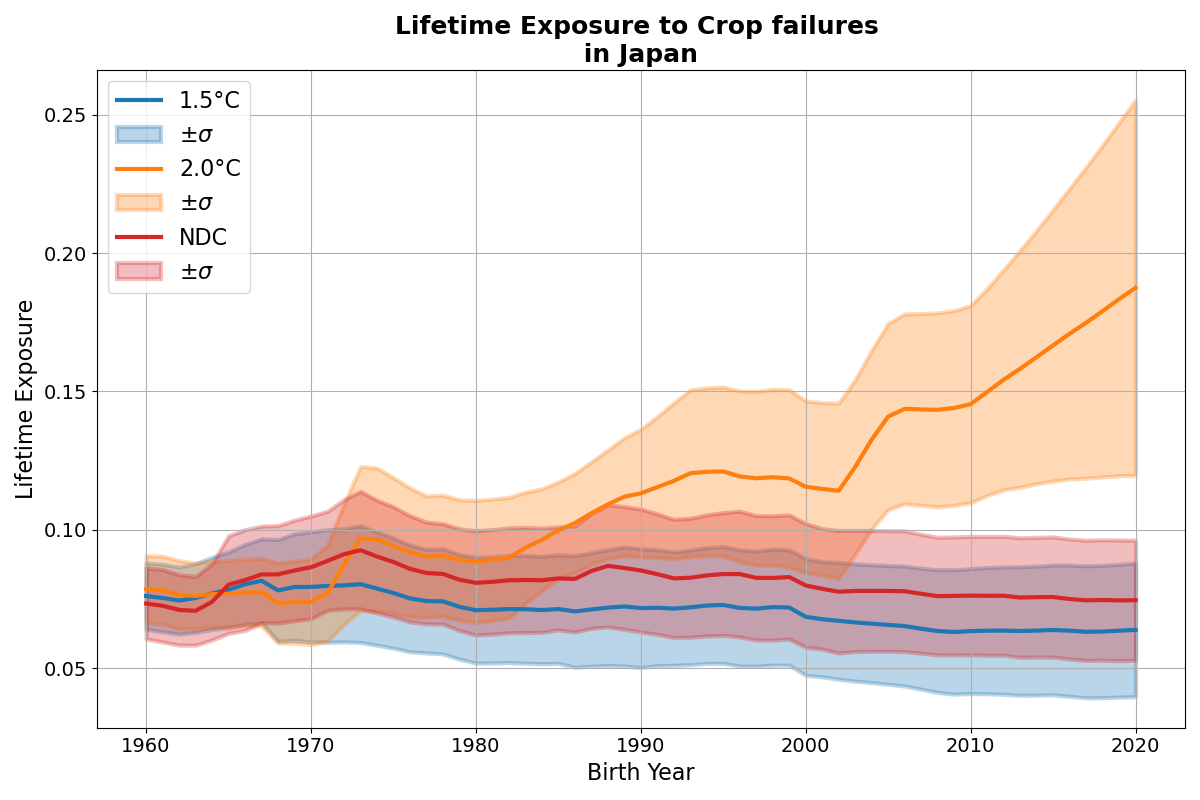 Lifetime Exposure to Crop failures
in Japan
1.5°C
±σ
2.0°C
±σ
NDC
±σ
Lifetime Exposure
0.25
0.20
0.15
0.10
0.05
1960 1970 1980 1990 2000 2010 2020
Birth Year